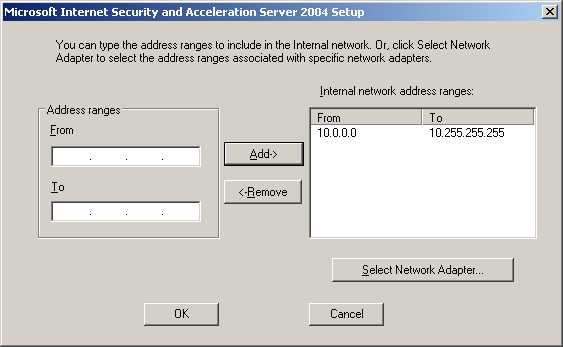 Microsoft Internet Security and Acceleration Server 2004 Setup
You can type the address ranges to include in the Internal network. Or, click Select Network
Adapter to select the address ranges associated with specific network adapters.
Internal network address ranges:
Address ranges
From
To
Add->
<-Remove
From To
10.0.0.0 10.255.255.255
Select Network Adapter...
OK Cancel